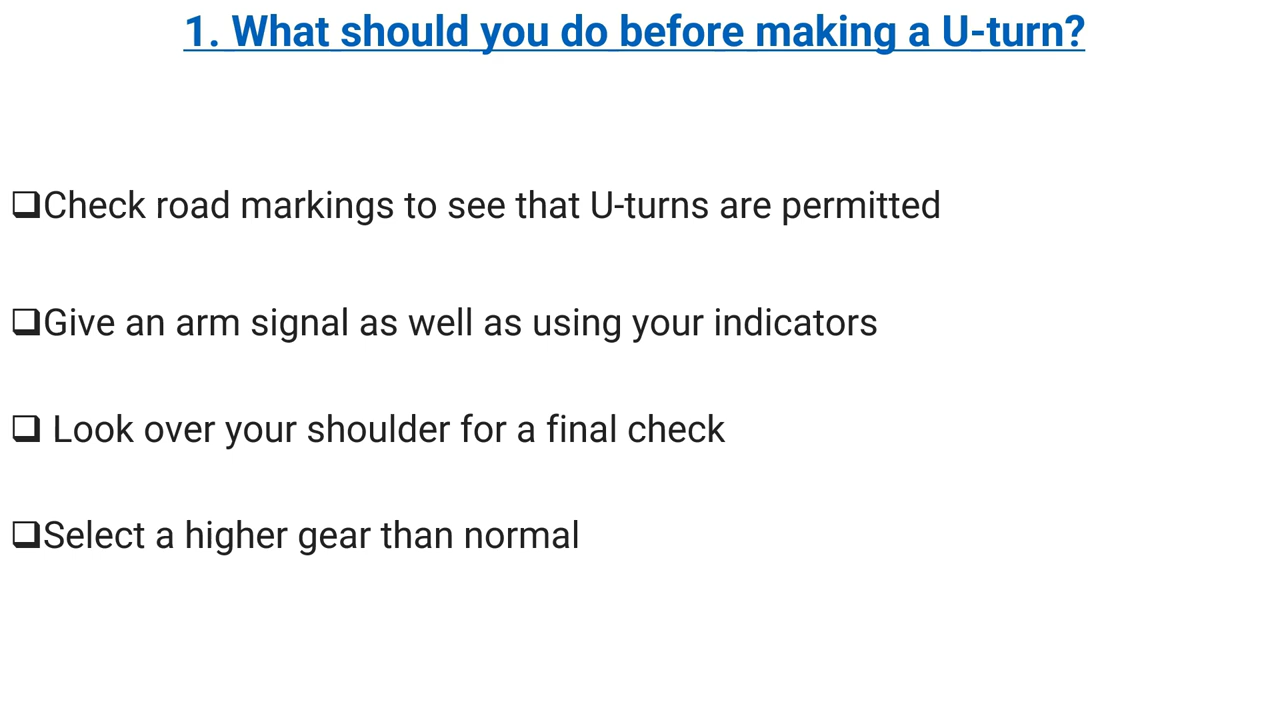 1. What should you do before making a U-turn?
❑Check road markings to see that U-turns are permitted
❑Give an arm signal as well as using your indicators
❑ Look over your shoulder for a final check
❑Select a higher gear than normal